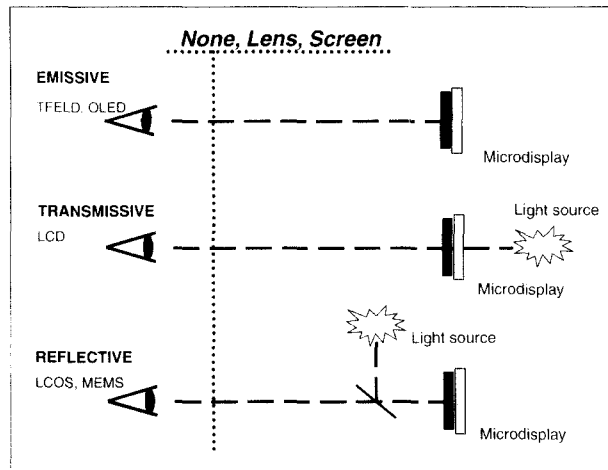 None, Lens, Screen
EMISSIVE
TFELD, OLED
Microdisplay
TRANSMISSIVE
LCD
Light source
Microdisplay
Light source
REFLECTIVE
LCOS, MEMS
Microdisplay